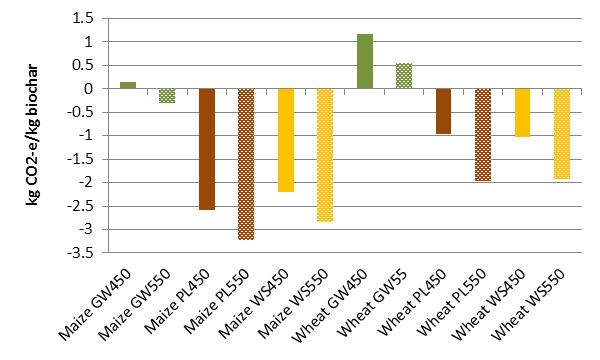 kg CO2-e/kg biochar
1.5
1
0.5
0
-0.5
-1
-1.5
-2
-2.5
-3
-3.5
Maize GW450
Maize GW550
Maize PL450
Maize PL550
Maize WS450
Maize WS550
Wheat GW450
Wheat GW55
Wheat PL450
Wheat PL550
Wheat WS450
Wheat WS550